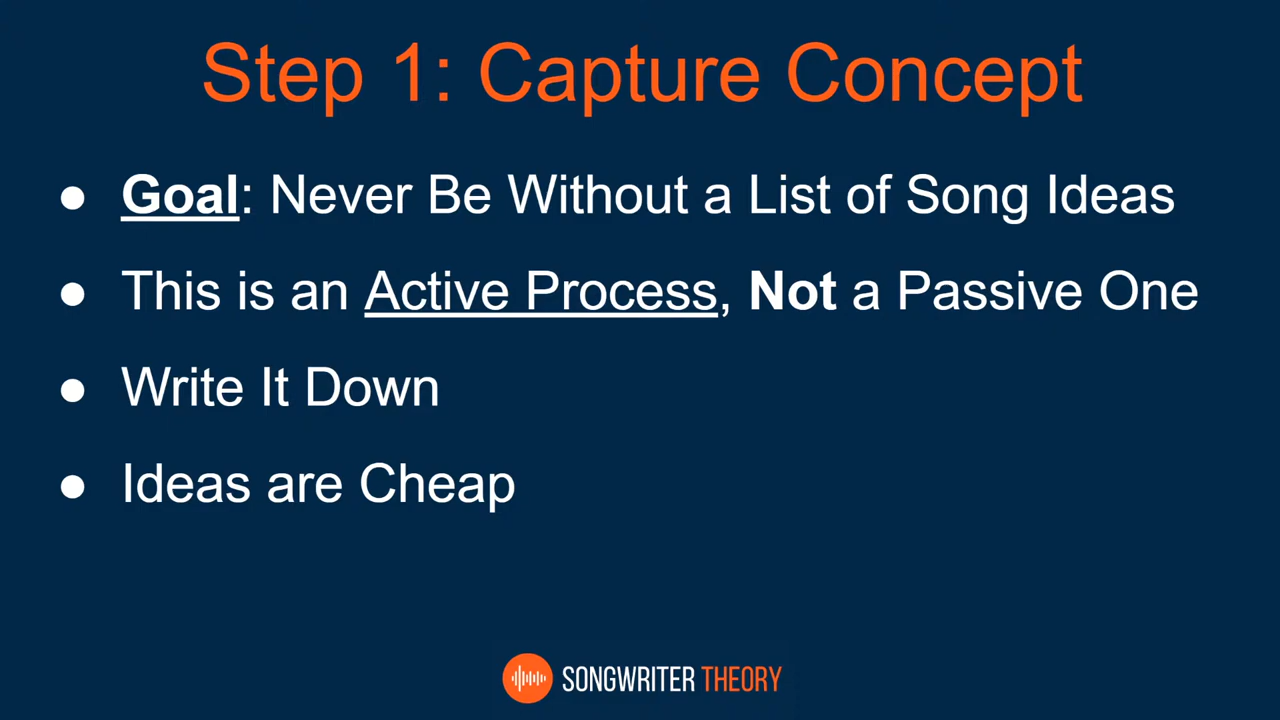 Step 1: Capture Concept
● Goal: Never Be Without a List of Song Ideas
● This is an Active Process, Not a Passive One
● Write It Down
● Ideas are Cheap
SONGWRITER THEORY